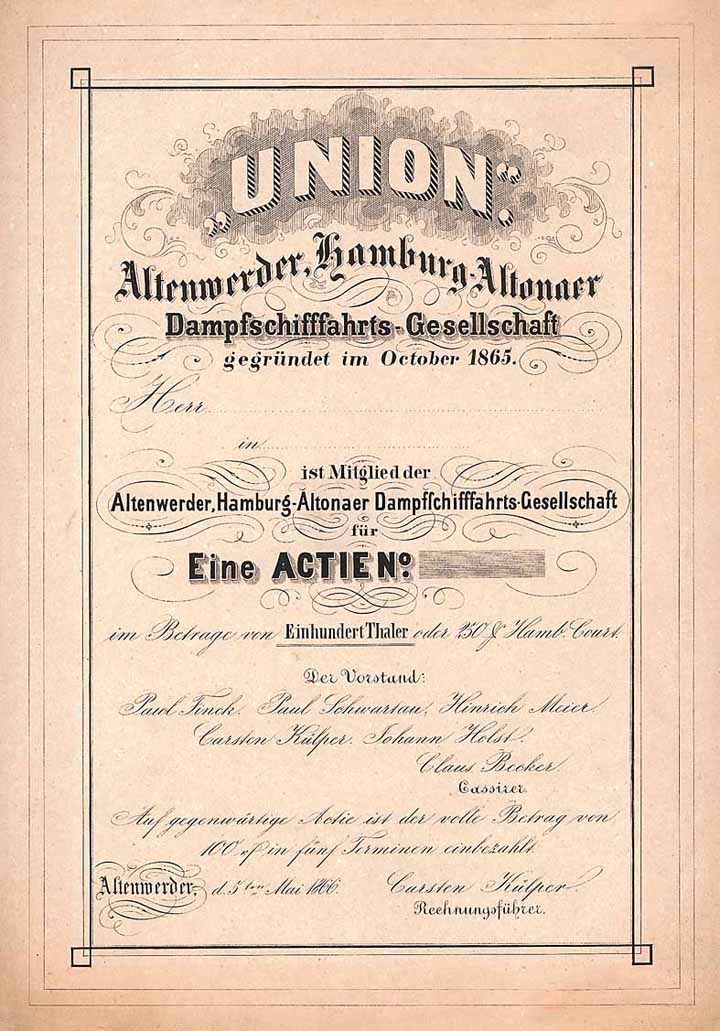 „UNION“.
Altenwerder, Hamburg-Altonaer
Dampfschifffahrts-Gesellschaft
gegründet im October 1865.
Herr
in
ist Mitglied der
Altenwerder, Hamburg-Altonaer Dampfſchifffahrts-Gesellschaft
für
Eine ACTIE No.
im Betrage von Einhundert Thaler oder 250 ₰ Hamb. Court.
Der Vorstand:
Paul Finck. Paul Schwartau. Hinrich Meier.
Carsten Külper. Johann Holst.
Claus Becker.
Cassirer.
Auf gegenwärtige Actie ist der volle Betrag von
100 in fünf Terminen einbezahlt.
Altenwerder, d. 5ten Mai 1866.
Carsten Külper.
Rechnungsführer.